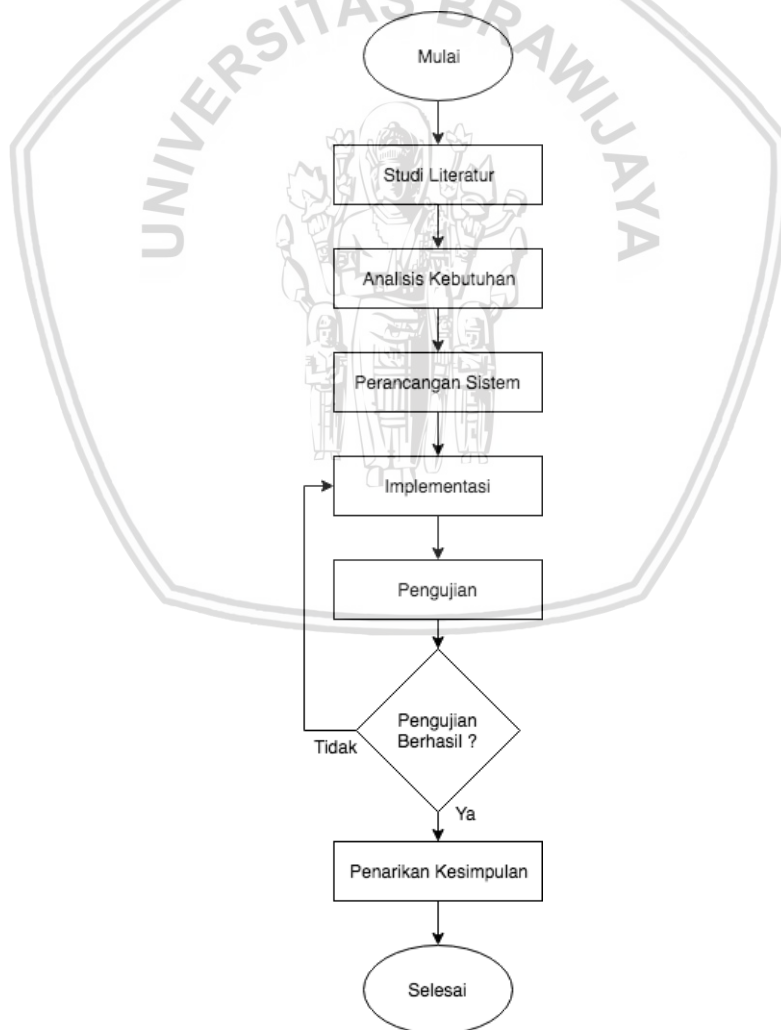 UNIVERSITAS BRAWIJAYA
Mulai
Studi Literatur
Analisis Kebutuhan
Perancangan Sistem
Implementasi
Pengujian
Pengujian
Berhasil ?
Tidak
Ya
Penarikan Kesimpulan
Selesai